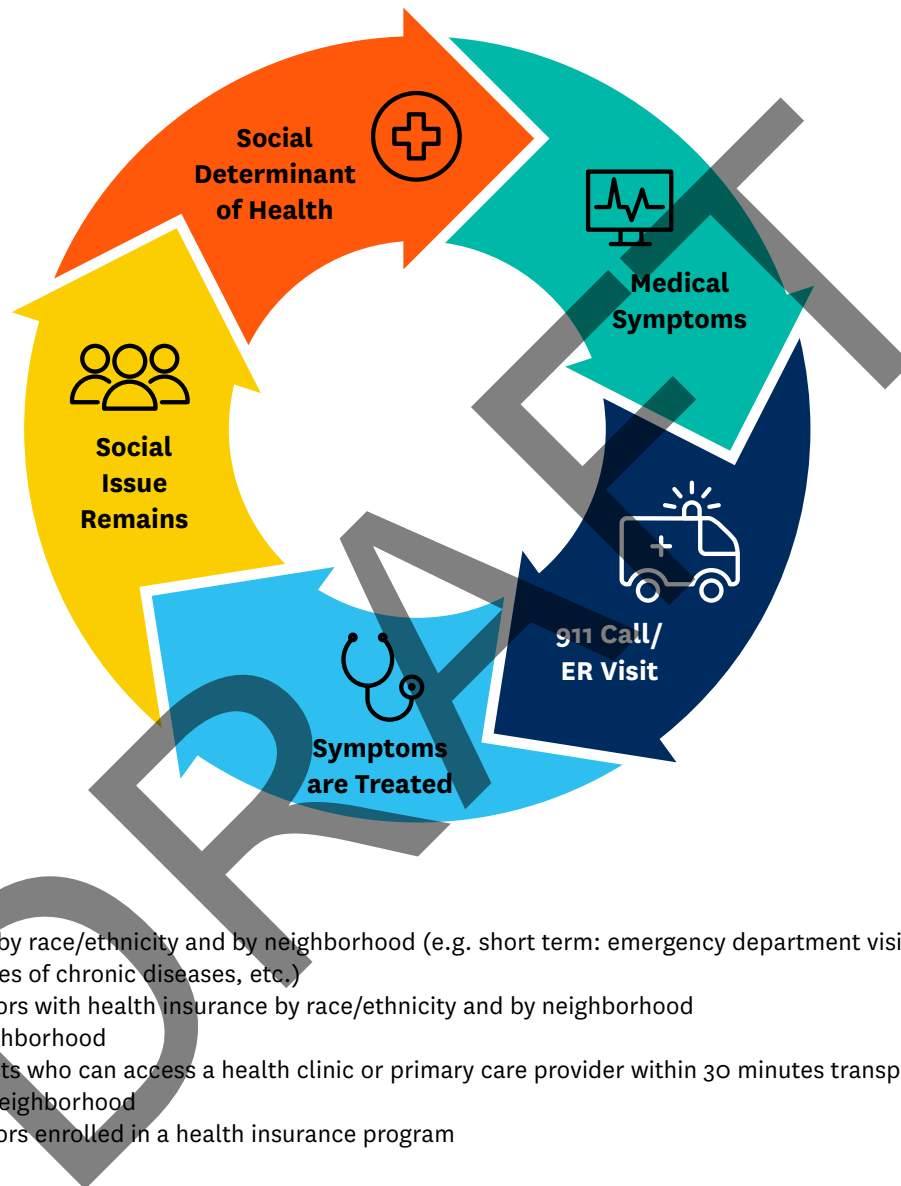 Social
Determinant
of Health
Medical
Symptoms
911 Call/
ER Visit
Symptoms
are Treated
Social
Issue
Remains
DRAFT
by race/ethnicity and by neighborhood (e.g. short term: emergency department visi
es of chronic diseases, etc.)
ors with health insurance by race/ethnicity and by neighborhood
hborhood
ts who can access a health clinic or primary care provider within 30 minutes transp
eighborhood
ors enrolled in a health insurance program